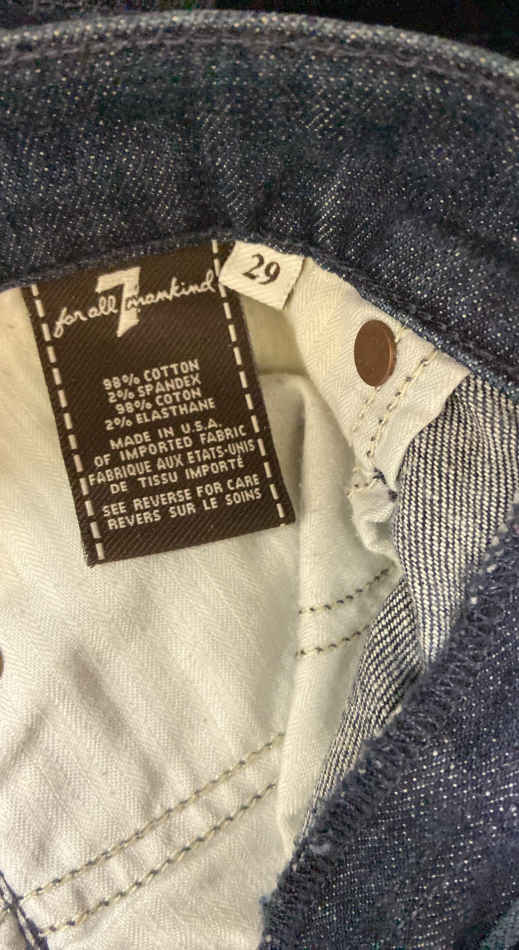 29
7
for all mankind
98% COTTON
2% SPANDEX
98% COTON
2% ELASTHANE
MADE IN U.S.A.
OF IMPORTED FABRIC
FABRIQUE AUX ETATS-UNIS
DE TISSU IMPORTÉ
SEE REVERSE FOR CARE
REVERS SUR LE SOINS